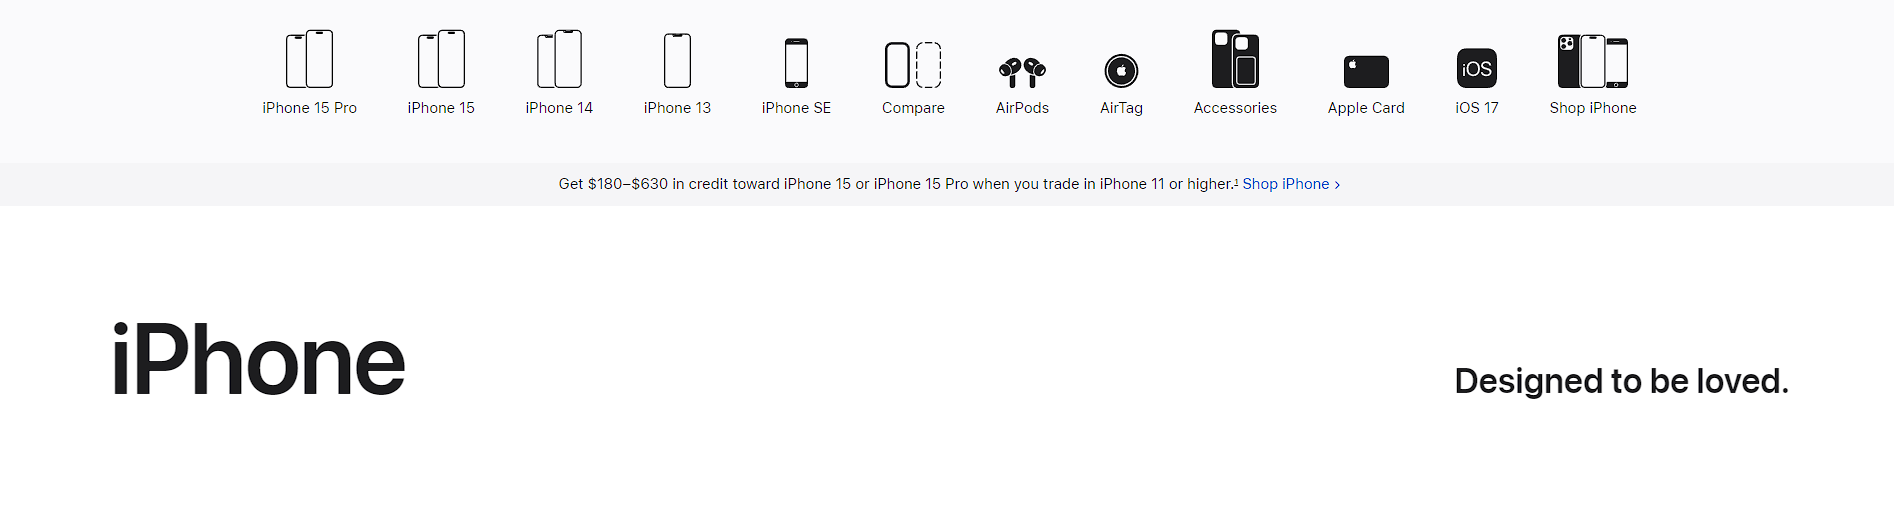 iOS
iPhone 15 Pro
iPhone 15
iPhone 14
iPhone 13
iPhone SE
Compare
AirPods
AirTag
Accessories
Apple Card
iOS 17
Shop iPhone
Get $180–$630 in credit toward iPhone 15 or iPhone 15 Pro when you trade in iPhone 11 or higher.¹ Shop iPhone >
iPhone
Designed to be loved.